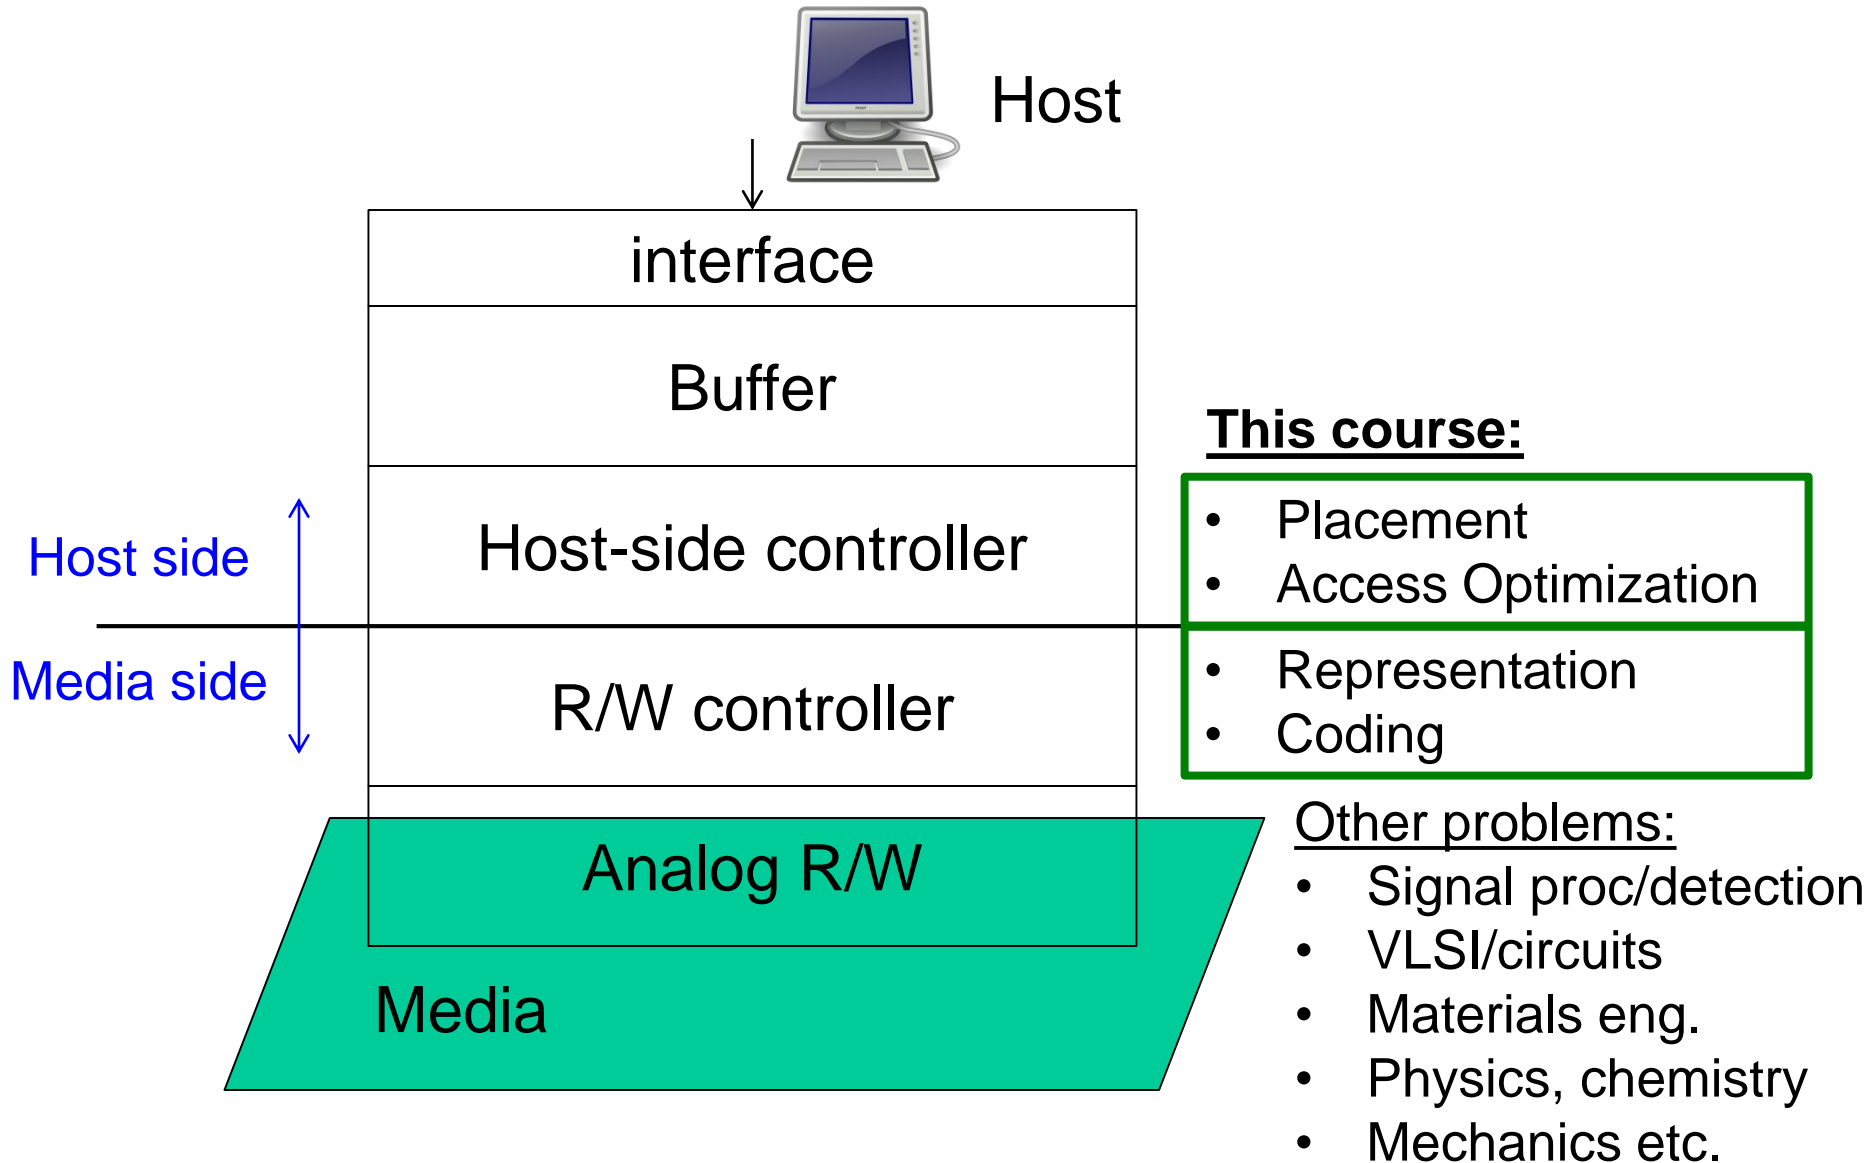 Host
interface
Buffer
Host-side controller
R/W controller
Analog R/W
Media
Host side
Media side
This course:
• Placement
• Access Optimization
• Representation
• Coding
Other problems:
• Signal proc/detection
• VLSI/circuits
• Materials eng.
• Physics, chemistry
• Mechanics etc.